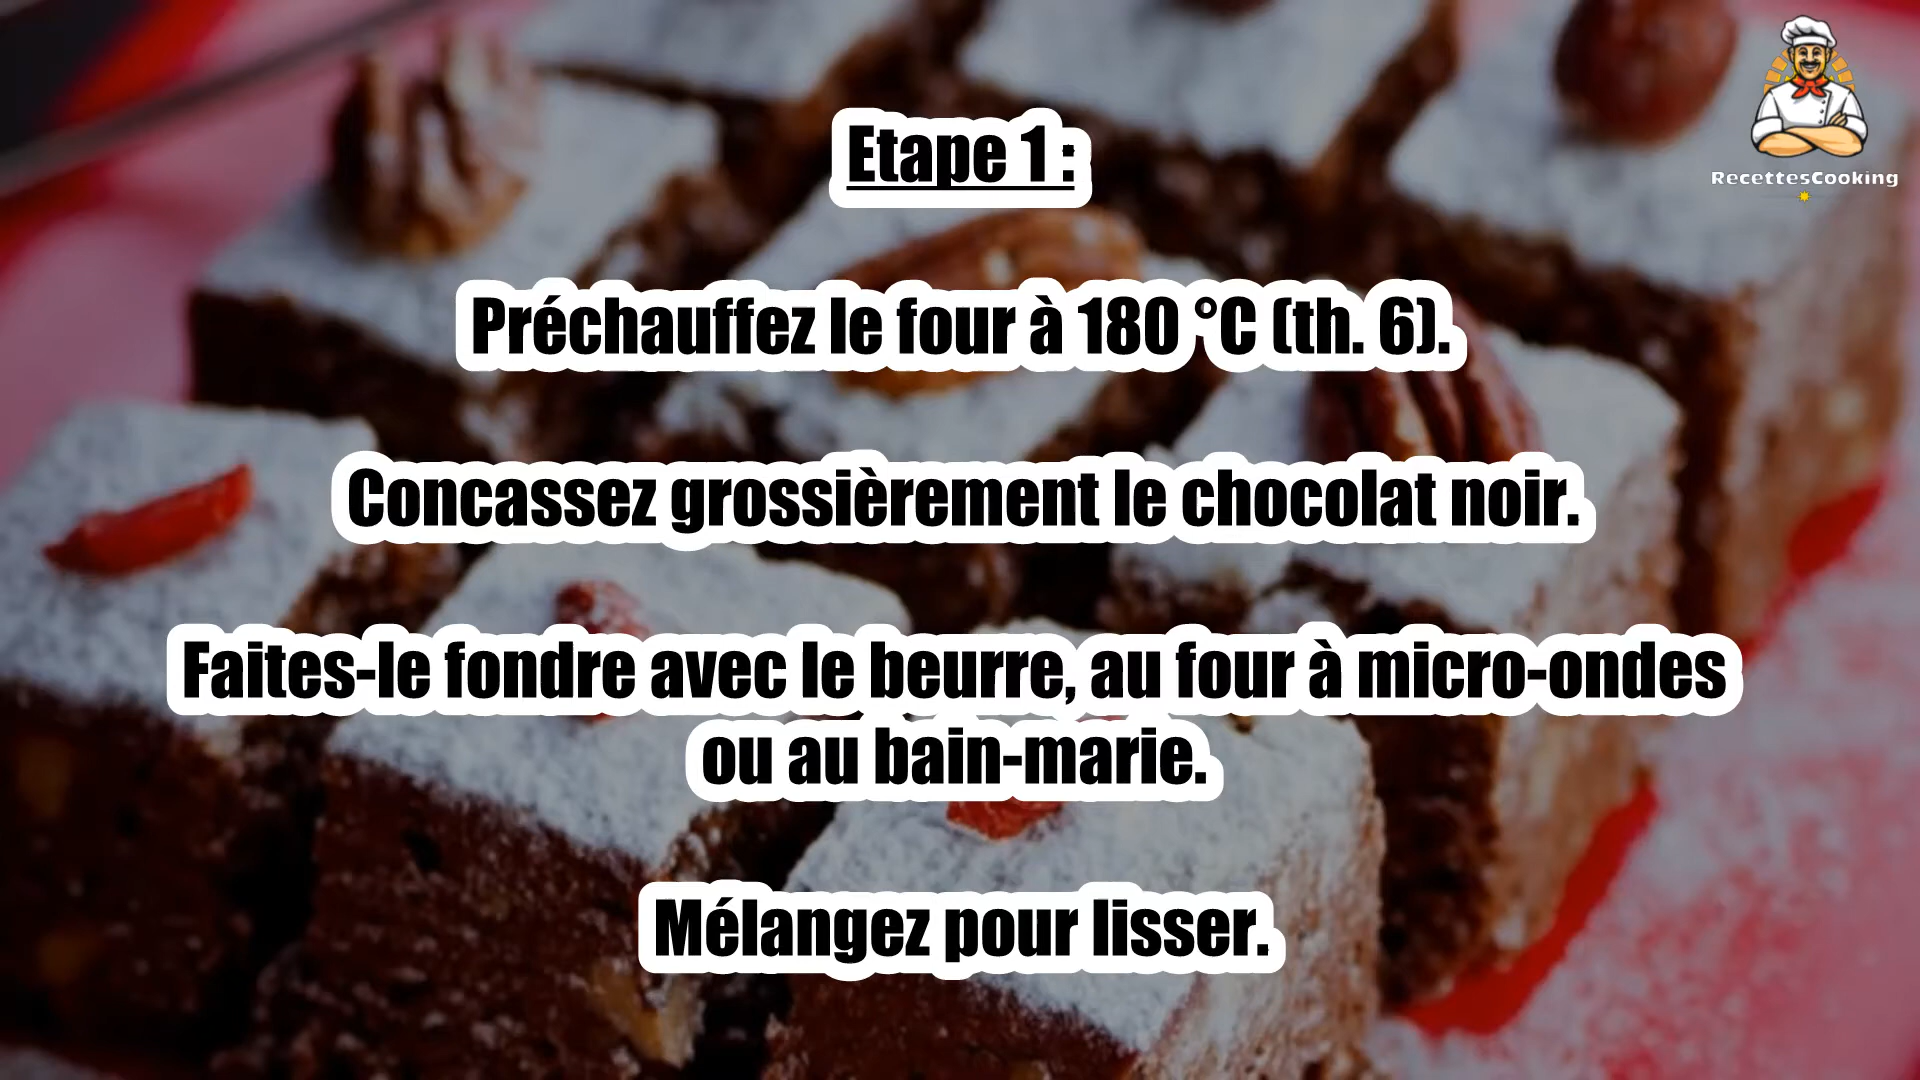 Etape 1 :
RecettesCooking
Préchauffez le four à 180 °C (th. 6).
Concassez grossièrement le chocolat noir.
Faites-le fondre avec le beurre, au four à micro-ondes
ou au bain-marie.
Mélangez pour lisser.